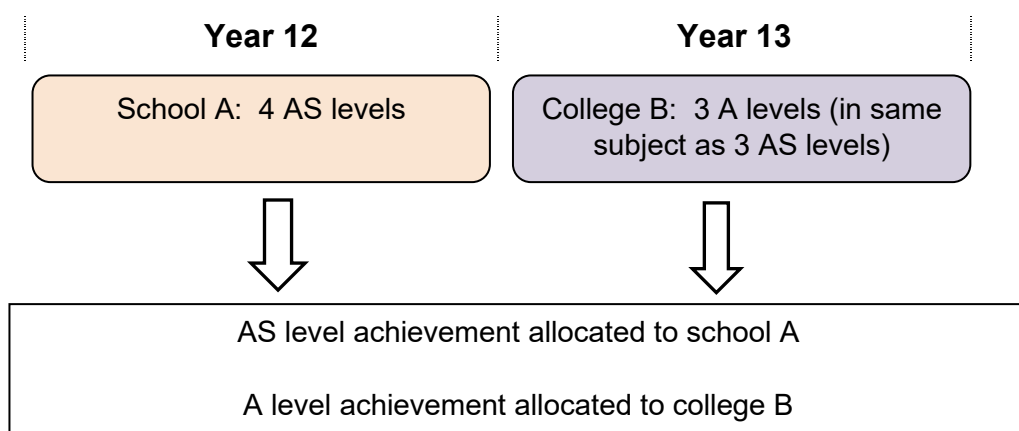 Year 12
Year 13
School A: 4 AS levels
College B: 3 A levels (in same
subject as 3 AS levels)
AS level achievement allocated to school A
A level achievement allocated to college B